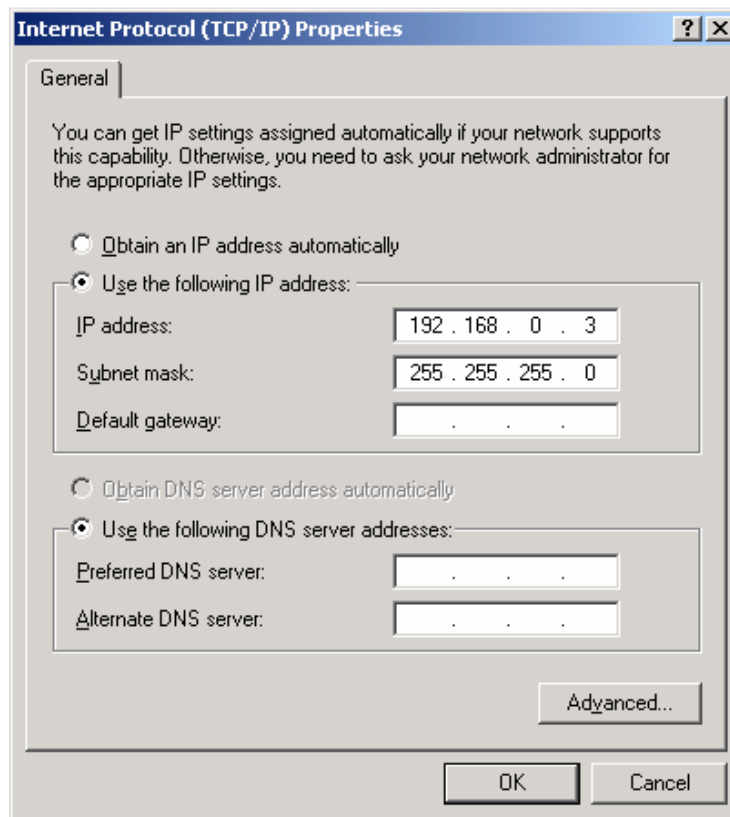 Internet Protocol (TCP/IP) Properties
General
You can get IP settings assigned automatically if your network supports
this capability. Otherwise, you need to ask your network administrator for
the appropriate IP settings.
Obtain an IP address automatically
Use the following IP address:
IP address: 192 . 168 . 0 . 3
Subnet mask: 255 . 255 . 255 . 0
Default gateway: . . .
Obtain DNS server address automatically
Use the following DNS server addresses:
Preferred DNS server: . . .
Alternate DNS server: . . .
Advanced...
OK Cancel